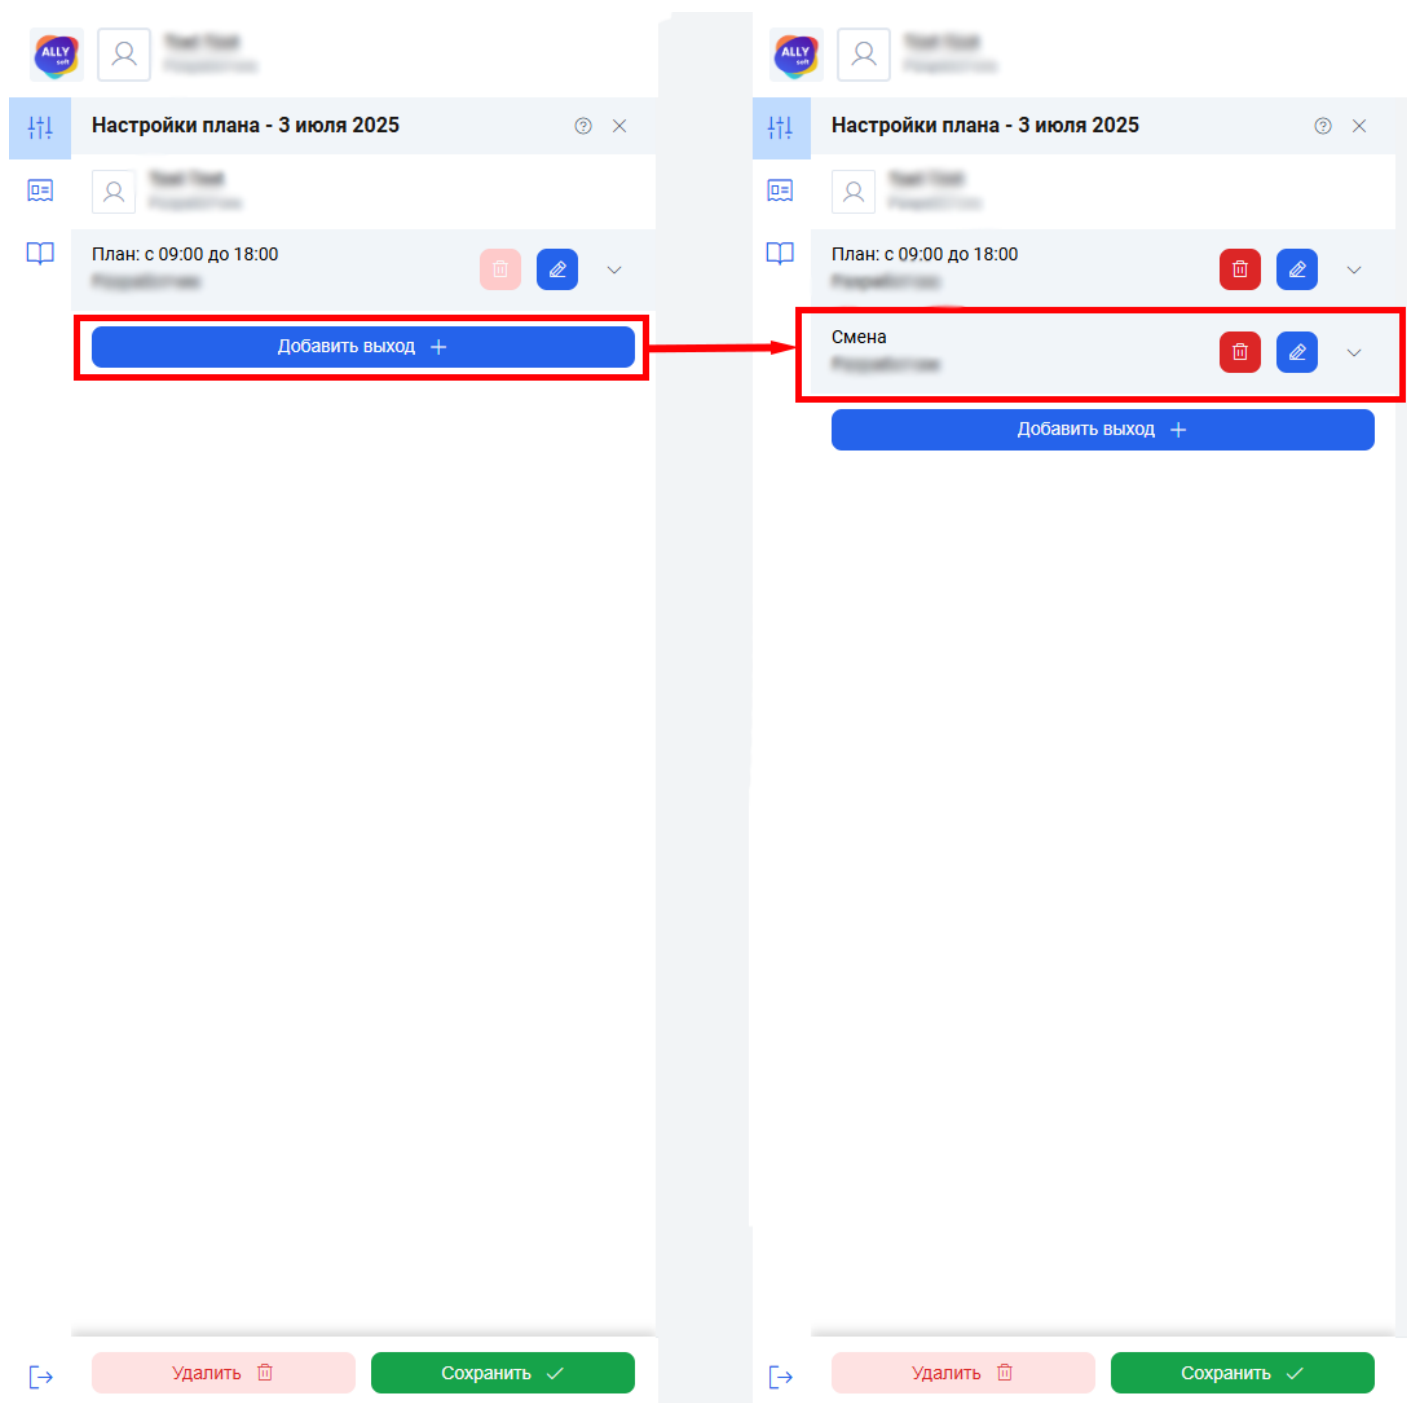 ALLY
soft
Настройки плана - 3 июля 2025
План: с 09:00 до 18:00
Добавить выход
Удалить
Сохранить
ALLY
soft
Настройки плана - 3 июля 2025
План: с 09:00 до 18:00
Смена
Добавить выход
Удалить
Сохранить